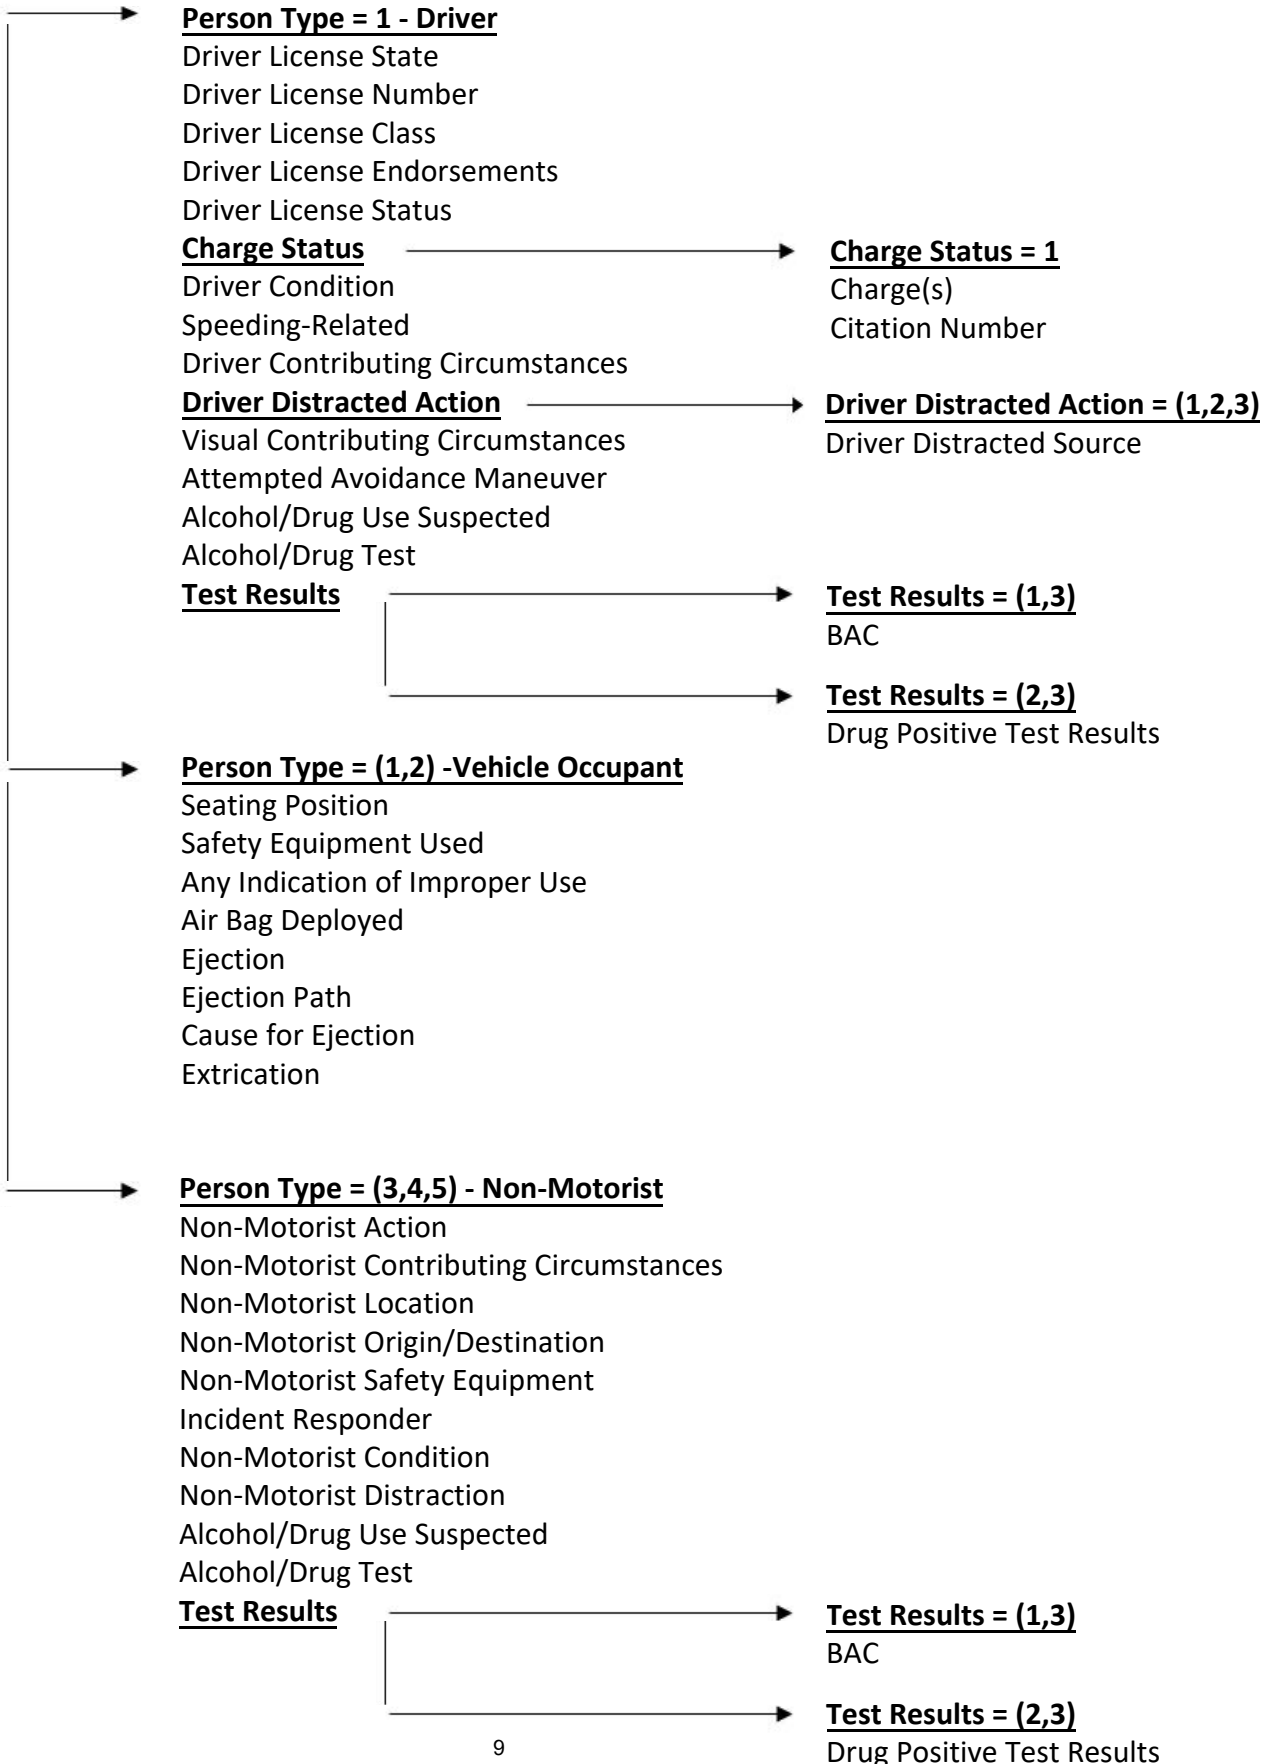 Person Type = 1 - Driver
Driver License State
Driver License Number
Driver License Class
Driver License Endorsements
Driver License Status
Charge Status
Charge Status = 1
Driver Condition
Charge(s)
Speeding-Related
Citation Number
Driver Contributing Circumstances
Driver Distracted Action
Driver Distracted Action = (1,2,3)
Visual Contributing Circumstances
Driver Distracted Source
Attempted Avoidance Maneuver
Alcohol/Drug Use Suspected
Alcohol/Drug Test
Test Results
Test Results = (1,3)
BAC
Test Results = (2,3)
Drug Positive Test Results
Person Type = (1,2) -Vehicle Occupant
Seating Position
Safety Equipment Used
Any Indication of Improper Use
Air Bag Deployed
Ejection
Ejection Path
Cause for Ejection
Extrication
Person Type = (3,4,5) - Non-Motorist
Non-Motorist Action
Non-Motorist Contributing Circumstances
Non-Motorist Location
Non-Motorist Origin/Destination
Non-Motorist Safety Equipment
Incident Responder
Non-Motorist Condition
Non-Motorist Distraction
Alcohol/Drug Use Suspected
Alcohol/Drug Test
Test Results
Test Results = (1,3)
BAC
Test Results = (2,3)
Drug Positive Test Results
9